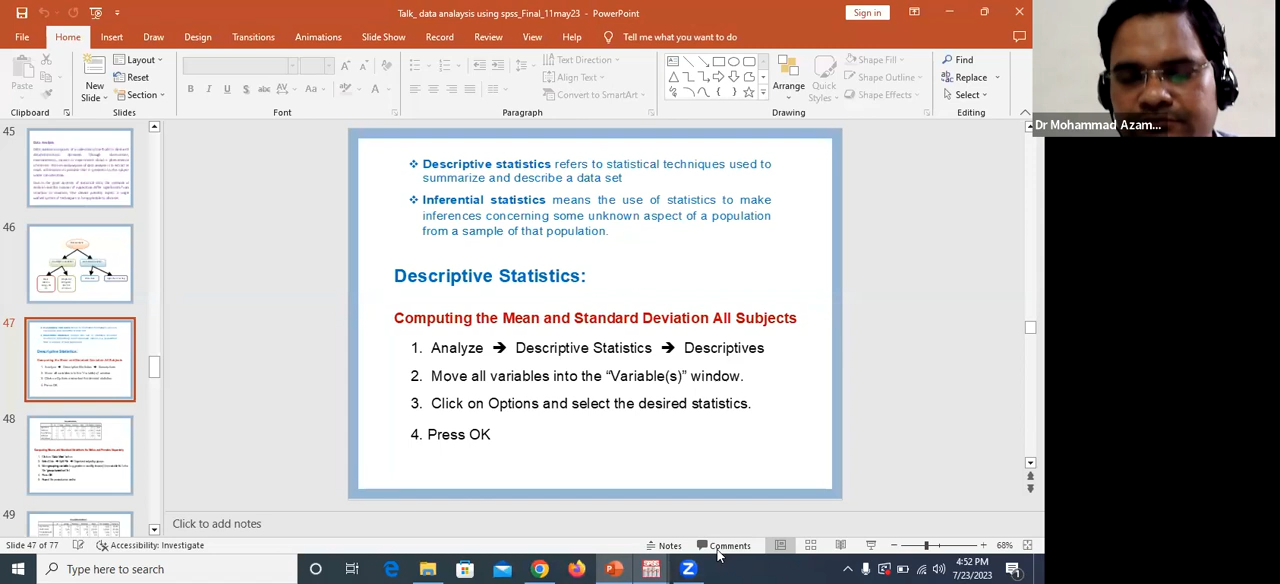 Talk_ data analaysis using spss_Final_11may23 - PowerPoint
Sign in
File Home Insert Draw Design Transitions Animations Slide Show Record Review View Help Tell me what you want to do
Paste
New Slide
Layout
Reset
Section
B I U S abc AV Aa A
Text Direction
Align Text
Convert to SmartArt
Arrange
Quick Styles
Shape Fill
Shape Outline
Shape Effects
Find
Replace
Select
Clipboard Slides Font Paragraph Drawing Editing
Dr Mohammad Azam...
45
46
47
48
49
Descriptive statistics refers to statistical techniques used to
summarize and describe a data set
Inferential statistics means the use of statistics to make
inferences concerning some unknown aspect of a population
from a sample of that population.
Descriptive Statistics:
Computing the Mean and Standard Deviation All Subjects
1. Analyze → Descriptive Statistics → Descriptives
2. Move all variables into the “Variable(s)” window.
3. Click on Options and select the desired statistics.
4. Press OK
Click to add notes
Slide 47 of 77 Accessibility: Investigate Notes Comments 68%
Type here to search
4:52 PM
7/23/2023